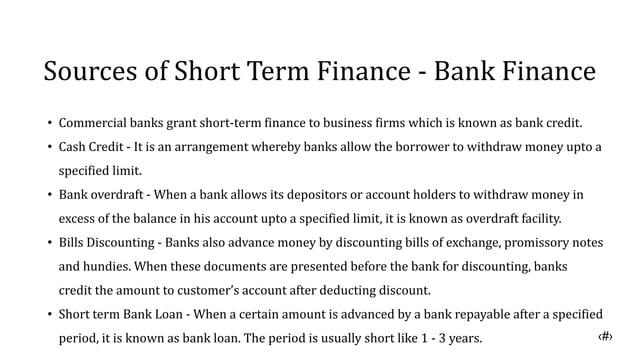 Sources of Short Term Finance - Bank Finance
• Commercial banks grant short-term finance to business firms which is known as bank credit.
• Cash Credit - It is an arrangement whereby banks allow the borrower to withdraw money upto a
specified limit.
• Bank overdraft - When a bank allows its depositors or account holders to withdraw money in
excess of the balance in his account upto a specified limit, it is known as overdraft facility.
• Bills Discounting - Banks also advance money by discounting bills of exchange, promissory notes
and hundies. When these documents are presented before the bank for discounting, banks
credit the amount to customer’s account after deducting discount.
• Short term Bank Loan - When a certain amount is advanced by a bank repayable after a specified
period, it is known as bank loan. The period is usually short like 1 - 3 years.
‹#›